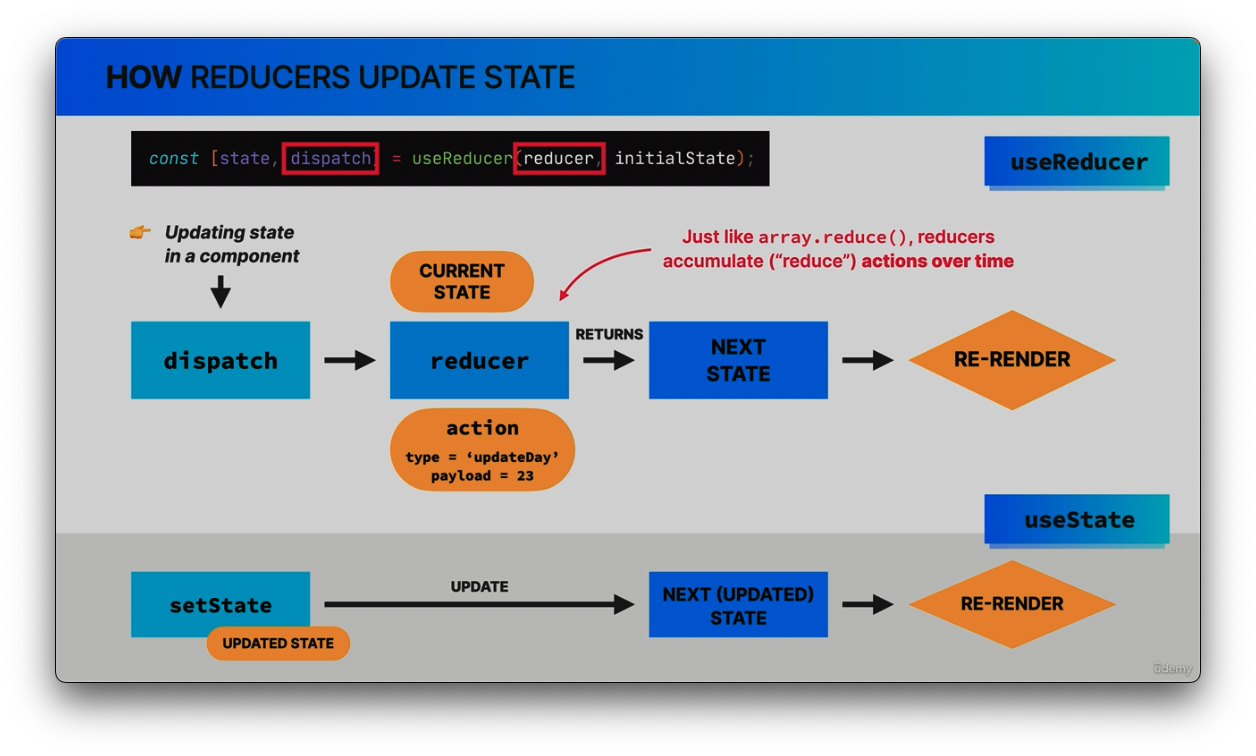 HOW REDUCERS UPDATE STATE
const [state, dispatch] = useReducer(reducer, initialState);
useReducer
👉 Updating state
in a component
Just like array.reduce(), reducers
accumulate (“reduce”) actions over time
CURRENT
STATE
dispatch
reducer
RETURNS
NEXT
STATE
RE-RENDER
action
type = ‘updateDay’
payload = 23
useState
setState
UPDATED STATE
UPDATE
NEXT (UPDATED)
STATE
RE-RENDER
ûdemy